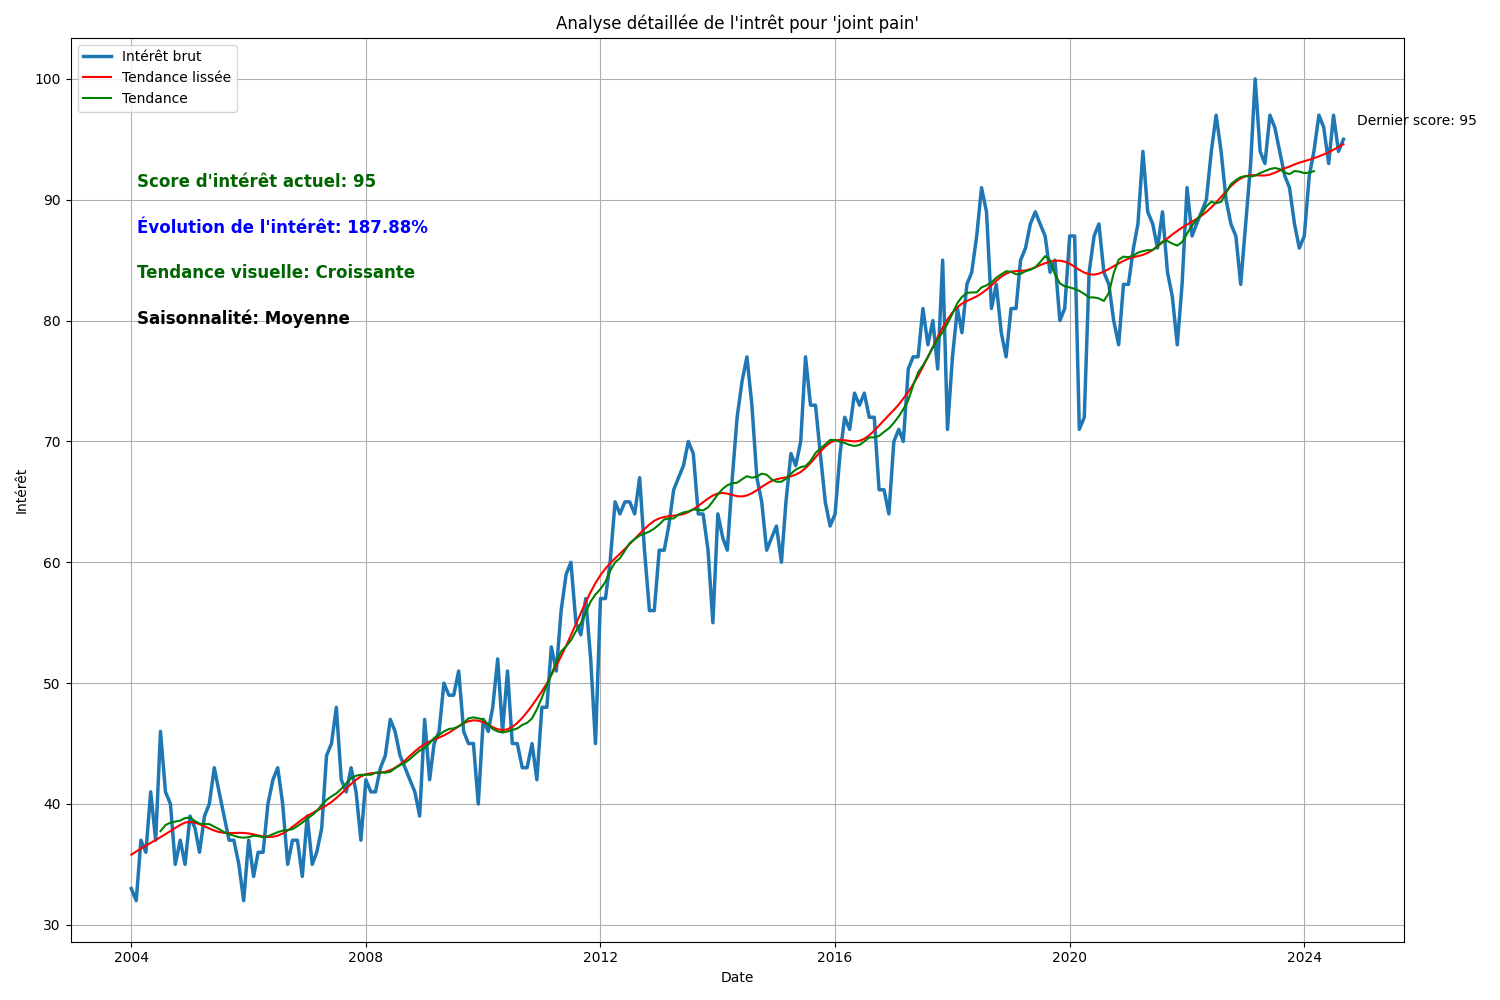 Analyse détaillée de l'intrêt pour 'joint pain'
Intérêt brut
Tendance lissée
Tendance
100
90
80
70
60
50
40
30
Intérêt
Dernier score: 95
Score d'intérêt actuel: 95
Évolution de l'intérêt: 187.88%
Tendance visuelle: Croissante
Saisonnalité: Moyenne
2004
2008
2012
2016
2020
2024
Date